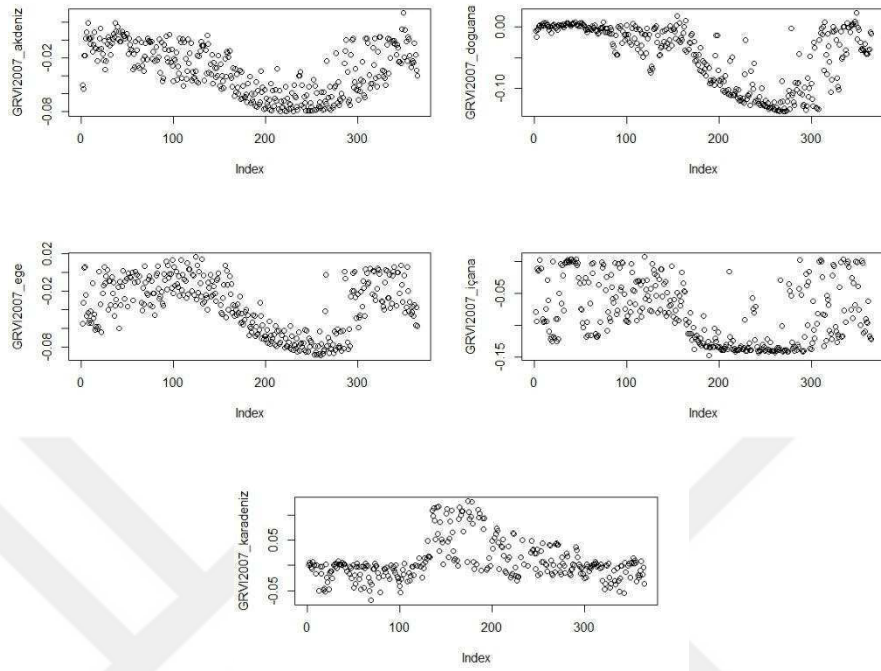 GRVI2007_akdeniz
-0.02
-0.08
0 100 200 300
Index
GRVI2007_doguana
0.00
-0.10
0 100 200 300
Index
GRVI2007_ege
0.02
-0.02
-0.08
0 100 200 300
Index
GRVI2007_içana
-0.05
-0.15
0 100 200 300
Index
GRVI2007_karadeniz
0.05
-0.05
0 100 200 300
Index